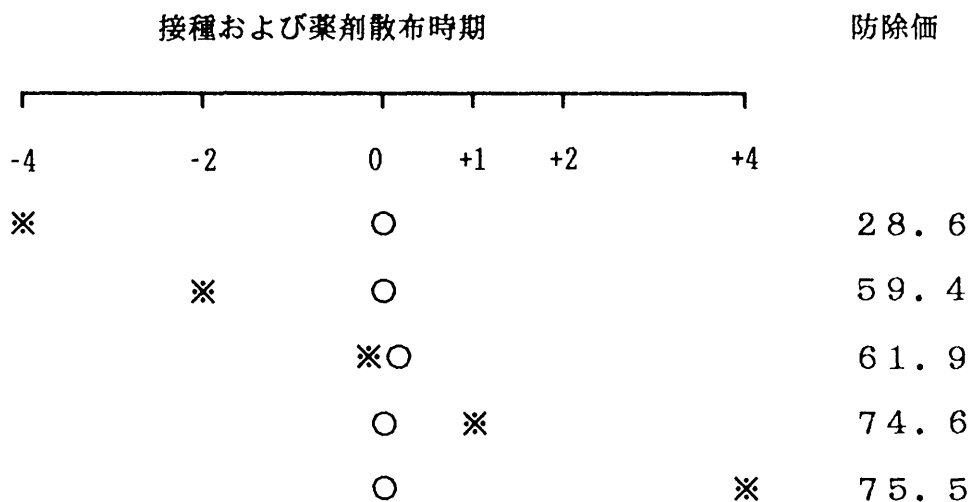 接種および薬剤散布時期 防除価
-4 -2 0 +1 +2 +4
※ ○ 28.6
※ ○ 59.4
※○ 61.9
○ ※ 74.6
○ ※ 75.5